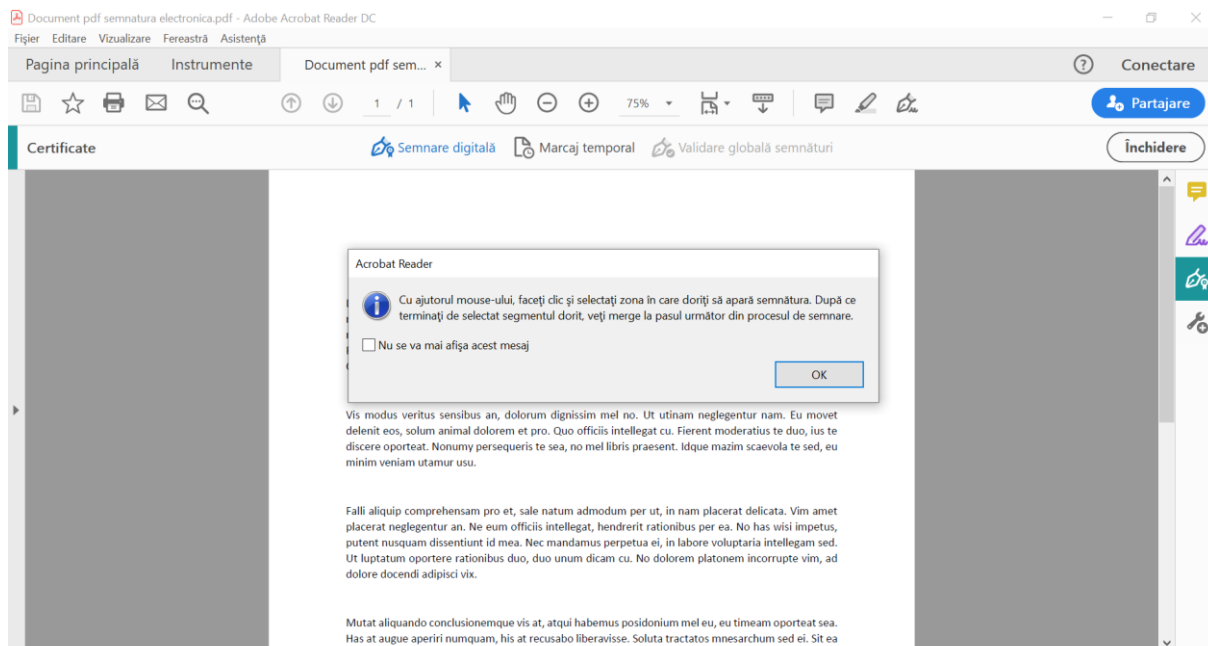 Document pdf semnatura electronica.pdf - Adobe Acrobat Reader DC
Fișier Editare Vizualizare Fereastră Asistență
Pagina principală Instrumente Document pdf sem... × Conectare
1 / 1 75% Partajare
Certificate Semnare digitală Marcaj temporal Validare globală semnături Închidere
Acrobat Reader
Cu ajutorul mouse-ului, faceți clic și selectați zona în care doriți să apară semnătura. După ce
terminați de selectat segmentul dorit, veți merge la pasul următor din procesul de semnare.
Nu se va mai afișa acest mesaj
OK
Vis modus veritus sensibus an, dolorum dignissim mel no. Ut utinam neglegentur nam. Eu movet
delenit eos, solum animal dolorem et pro. Quo officiis intellegat cu. Fierent moderatius te duo, ius te
discere oporteat. Nonumy persequeris te sea, no mel libris praesent. Idque mazim scaevola te sed, eu
minim veniam utamur usu.
Falli aliquip comprehensam pro et, sale natum admodum per ut, in nam placerat delicata. Vim amet
placerat neglegentur an. Ne eum officiis intellegat, hendrerit rationibus per ea. No has wisi impetus,
putent nusquam dissentiunt id mea. Nec mandamus perpetua ei, in labore voluptaria intellegam sed.
Ut luptatum oportere rationibus duo, duo unum dicam cu. No dolorem platonem incorrupte vim, ad
dolore docendi adipisci vix.
Mutat aliquando conclusionemque vis at, atqui habemus posidonium mel eu, eu timeam oporteat sea.
Has at augue aperiri numquam, his at recusabo liberavisse. Soluta tractatos mnesarchum sed ei. Sit ea